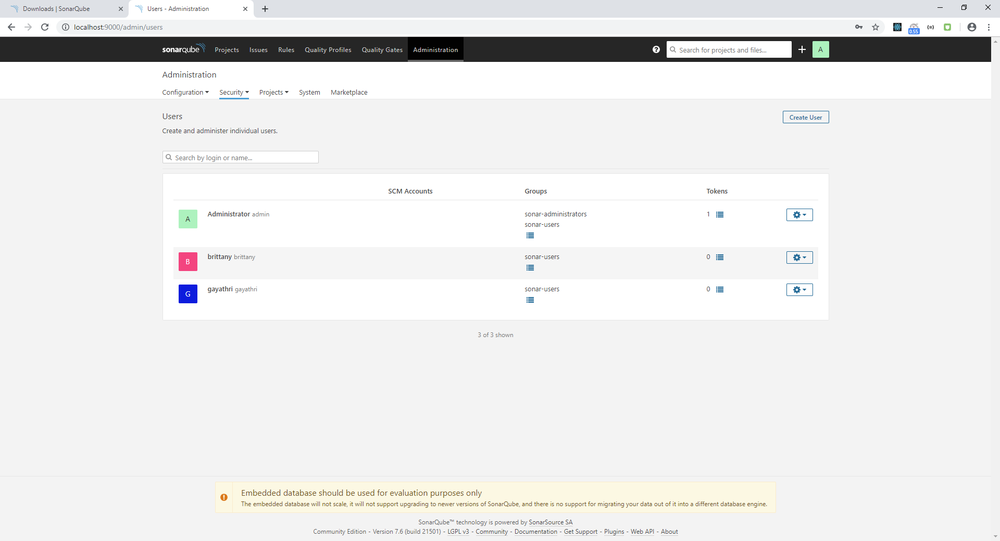 Downloads | SonarQube
Users - Administration
localhost:9000/admin/users
0.55
sonarqube Projects Issues Rules Quality Profiles Quality Gates Administration
Search for projects and files...
A
Administration
Configuration Security Projects System Marketplace
Users
Create User
Create and administer individual users.
Search by login or name...
SCM Accounts Groups Tokens
A Administrator admin sonar-administrators 1
sonar-users
B brittany brittany sonar-users 0
G gayathri gayathri sonar-users 0
3 of 3 shown
Embedded database should be used for evaluation purposes only
The embedded database will not scale, it will not support upgrading to newer versions of SonarQube, and there is no support for migrating your data out of it into a different database engine.
SonarQube™ technology is powered by SonarSource SA
Community Edition - Version 7.6 (build 21501) - LGPL v3 - Community - Documentation - Get Support - Plugins - Web API - About